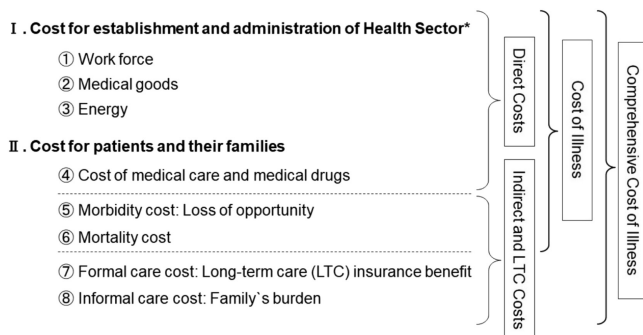 Ⅰ . Cost for establishment and administration of Health Sector*
① Work force
② Medical goods
③ Energy
Ⅱ . Cost for patients and their families
④ Cost of medical care and medical drugs
⑤ Morbidity cost: Loss of opportunity
⑥ Mortality cost
⑦ Formal care cost: Long-term care (LTC) insurance benefit
⑧ Informal care cost: Family`s burden
Direct Costs
Indirect and LTC Costs
Cost of Illness
Comprehensive Cost of Illness